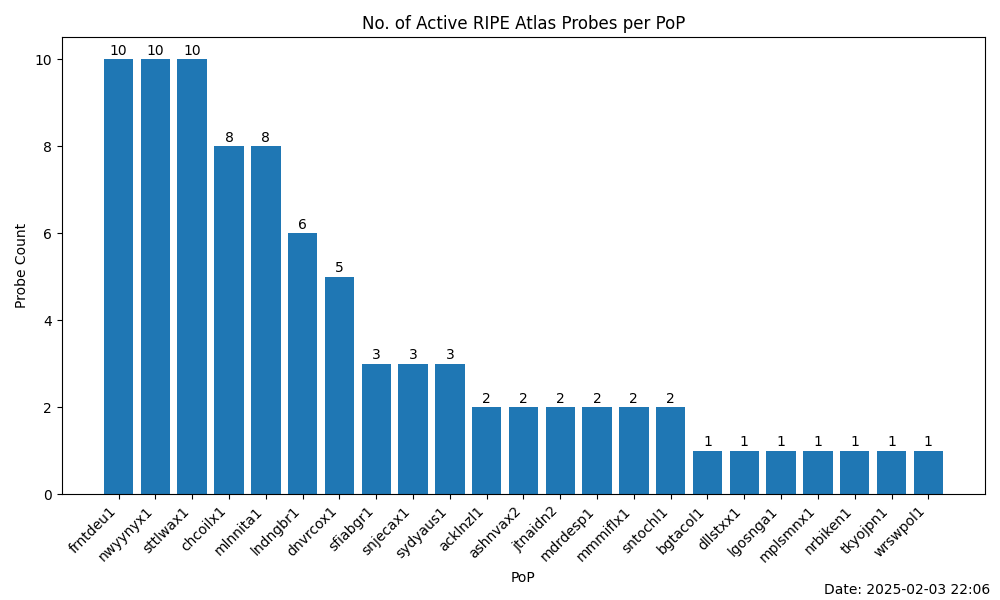 No. of Active RIPE Atlas Probes per PoP
Probe Count
10
8
6
4
2
0
10 10 10 8 8 6 5 3 3 3 2 2 2 2 2 2 1 1 1 1 1 1 1
frntdeu1
nwyynyx1
sttlwax1
chcoilx1
mlnnita1
lndngbr1
dnvrcox1
sfiabgr1
snjecax1
sydyaus1
acklnzl1
ashnvax2
jtnaidn2
mdrdesp1
mmmiflx1
sntochl1
bgtacol1
dllstxx1
lgosnga1
mplsmnx1
nrbiken1
tkyojpn1
wrswpol1
PoP
Date: 2025-02-03 22:06